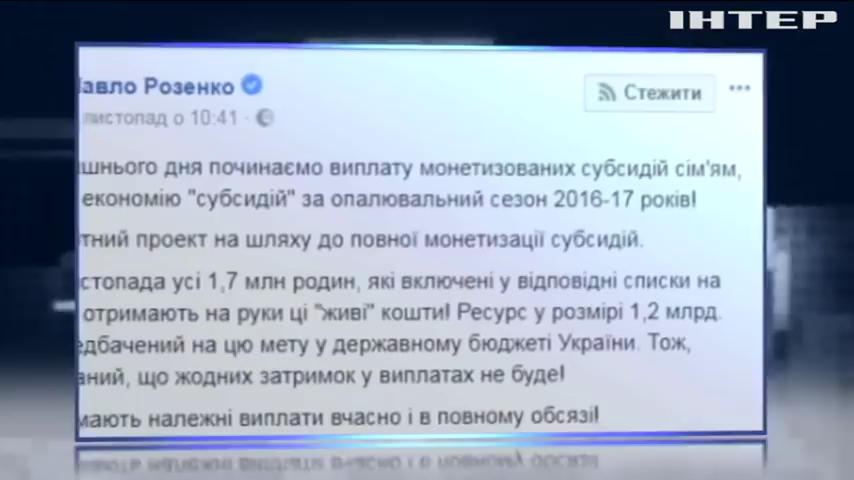 ІНТЕР
Павло Розенко
Стежити
листопад о 10:41
шнього дня починаємо виплату монетизованих субсидій сім'ям,
економію "субсидій" за опалювальний сезон 2016-17 років!
тний проект на шляху до повної монетизації субсидій.
стопада усі 1,7 млн родин, які включені у відповідні списки на
отримають на руки ці "живі" кошти! Ресурс у розмірі 1,2 млрд.
дбачений на цю мету у державному бюджеті України. Тож,
аний, що жодних затримок у виплатах не буде!
мають належні виплати вчасно і в повному обсязі!